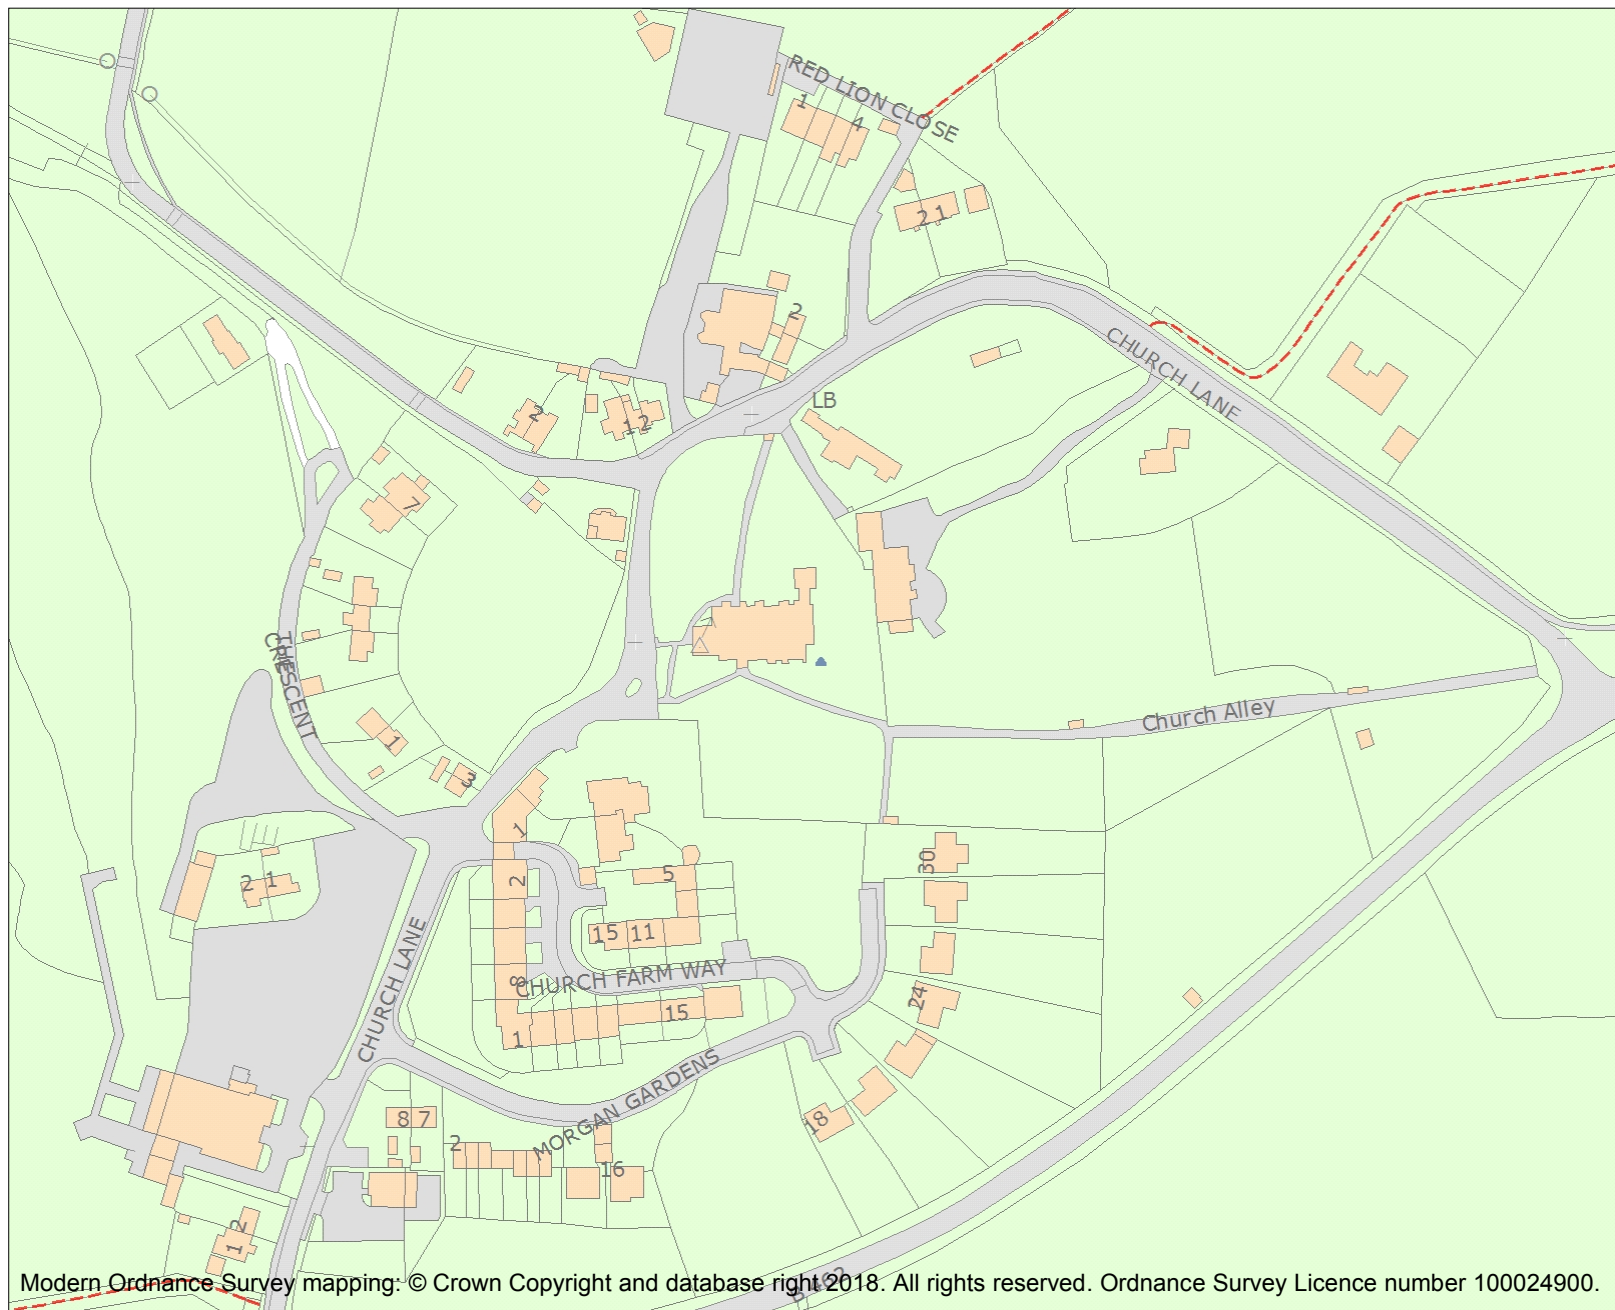 RED LION CLOSE
1
4
2 1
2
CHURCH LANE
LB
2
1 2
7
THE CRESCENT
Church Alley
1
3
1
2 1
2
5
30
15 11
CHURCH LANE
8
CHURCH FARM WAY
24
15
1
MORGAN GARDENS
8 7
2
18
16
2
1
Modern Ordnance Survey mapping: © Crown Copyright and database right 2018. All rights reserved. Ordnance Survey Licence number 100024900.